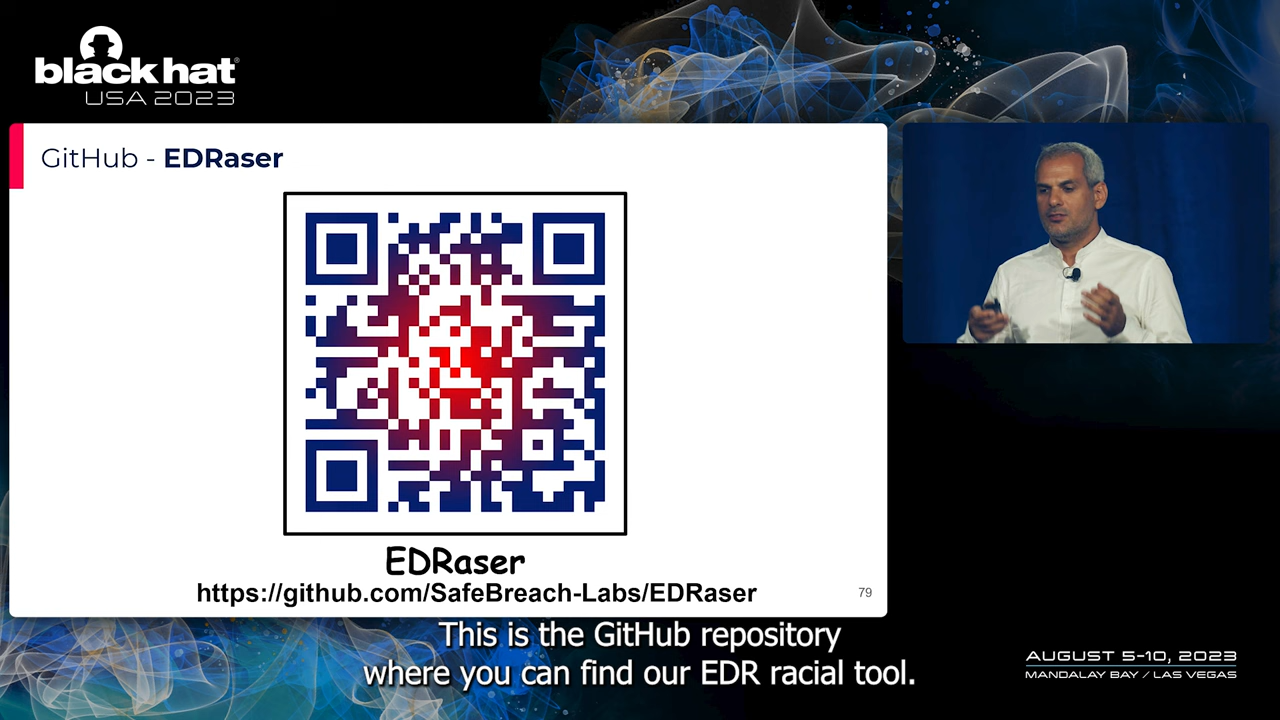 black hat®
USA 2023
GitHub - EDRaser
EDRaser
https://github.com/SafeBreach-Labs/EDRaser
79
This is the GitHub repository
where you can find our EDR racial tool.
AUGUST 5-10, 2023
MANDALAY BAY / LAS VEGAS